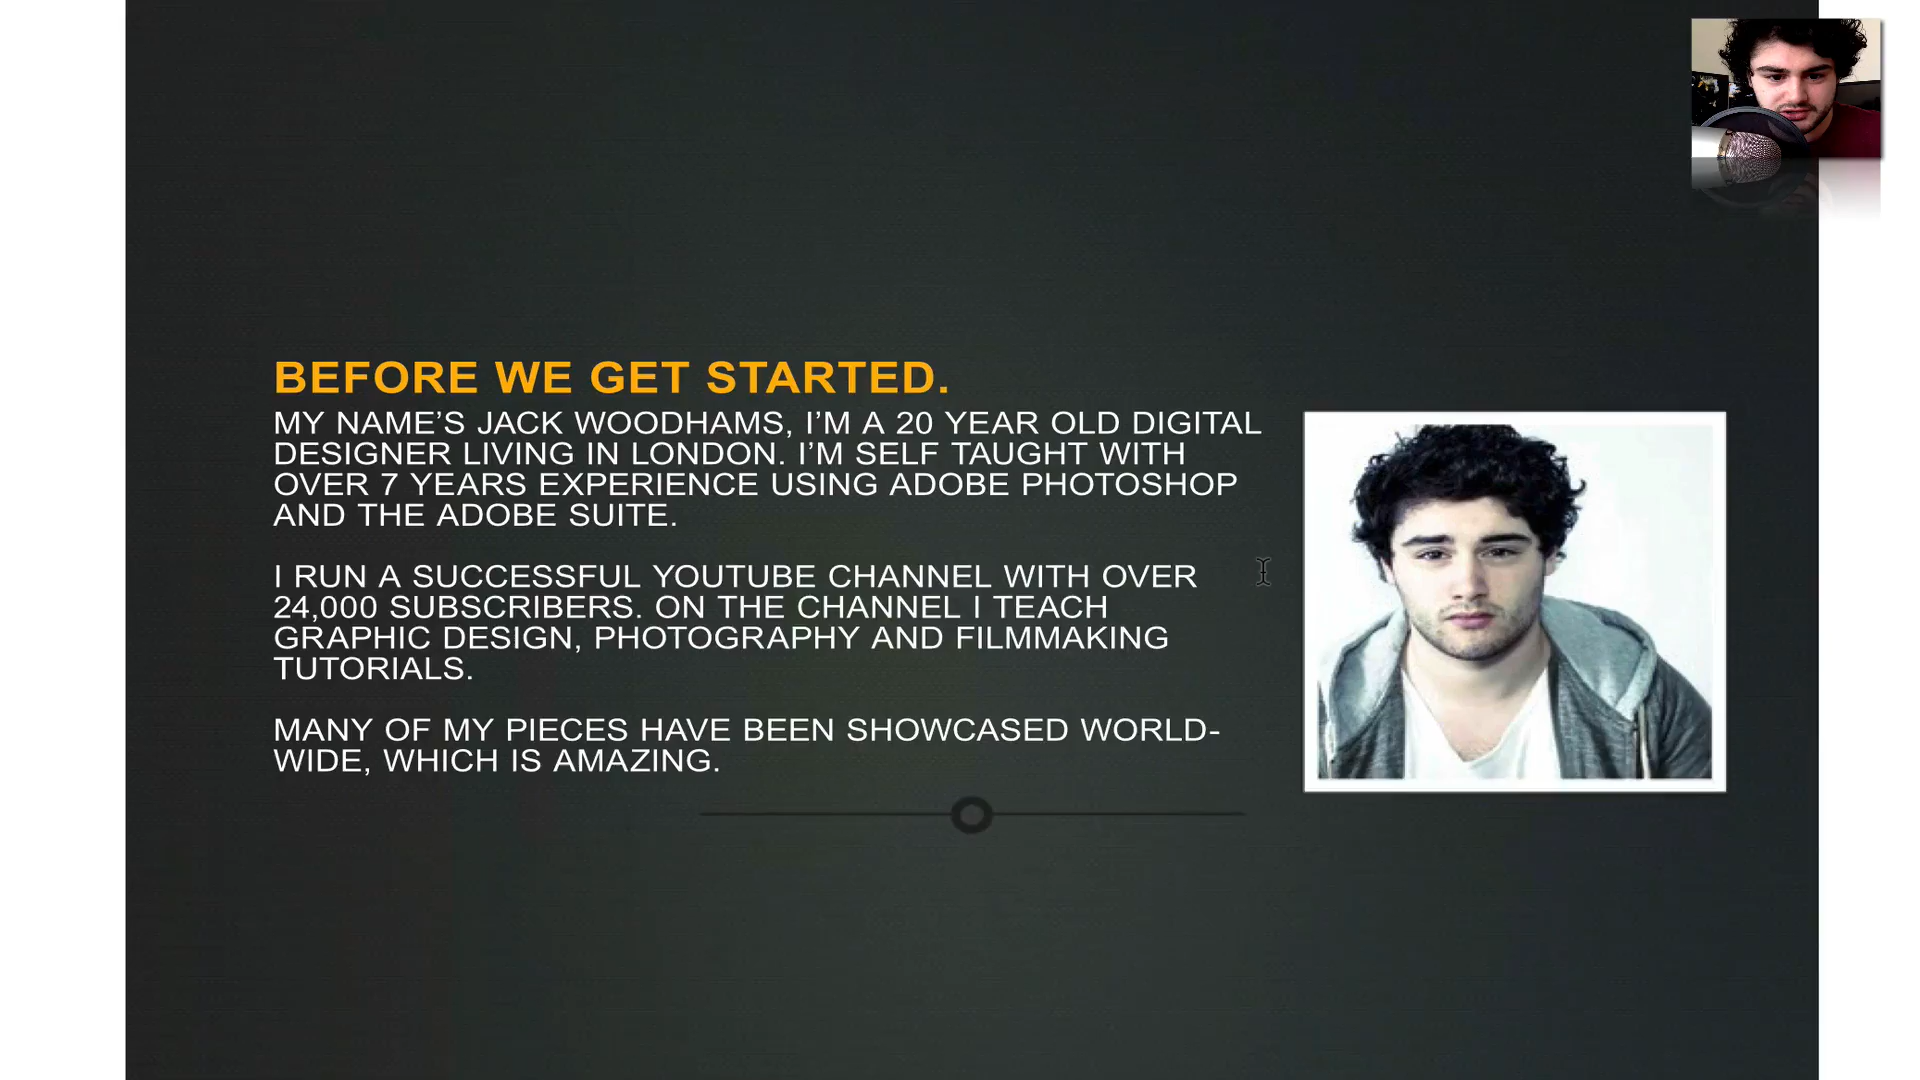 BEFORE WE GET STARTED.
MY NAME’S JACK WOODHAMS, I’M A 20 YEAR OLD DIGITAL
DESIGNER LIVING IN LONDON. I’M SELF TAUGHT WITH
OVER 7 YEARS EXPERIENCE USING ADOBE PHOTOSHOP
AND THE ADOBE SUITE.
I RUN A SUCCESSFUL YOUTUBE CHANNEL WITH OVER
24,000 SUBSCRIBERS. ON THE CHANNEL I TEACH
GRAPHIC DESIGN, PHOTOGRAPHY AND FILMMAKING
TUTORIALS.
MANY OF MY PIECES HAVE BEEN SHOWCASED WORLD-
WIDE, WHICH IS AMAZING.